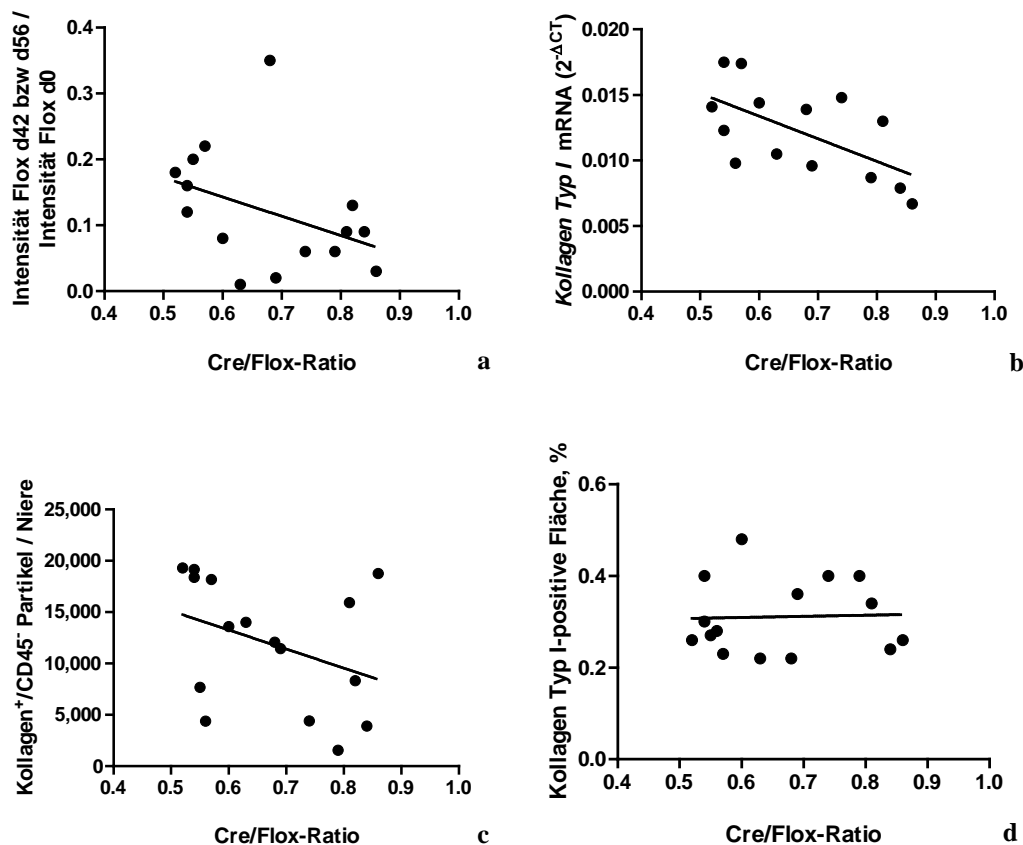 Intensität Flox d42 bzw d56 /
Intensität Flox d0
0.4
0.3
0.2
0.1
0.0
0.4 0.5 0.6 0.7 0.8 0.9 1.0
Cre/Flox-Ratio
a
Kollagen Typ I mRNA (2^-ΔCT)
0.020
0.015
0.010
0.005
0.000
0.4 0.5 0.6 0.7 0.8 0.9 1.0
Cre/Flox-Ratio
b
Kollagen⁺/CD45⁻ Partikel / Niere
25,000
20,000
15,000
10,000
5,000
0
0.4 0.5 0.6 0.7 0.8 0.9 1.0
Cre/Flox-Ratio
c
Kollagen Typ I-positive Fläche, %
0.6
0.4
0.2
0.0
0.4 0.5 0.6 0.7 0.8 0.9 1.0
Cre/Flox-Ratio
d